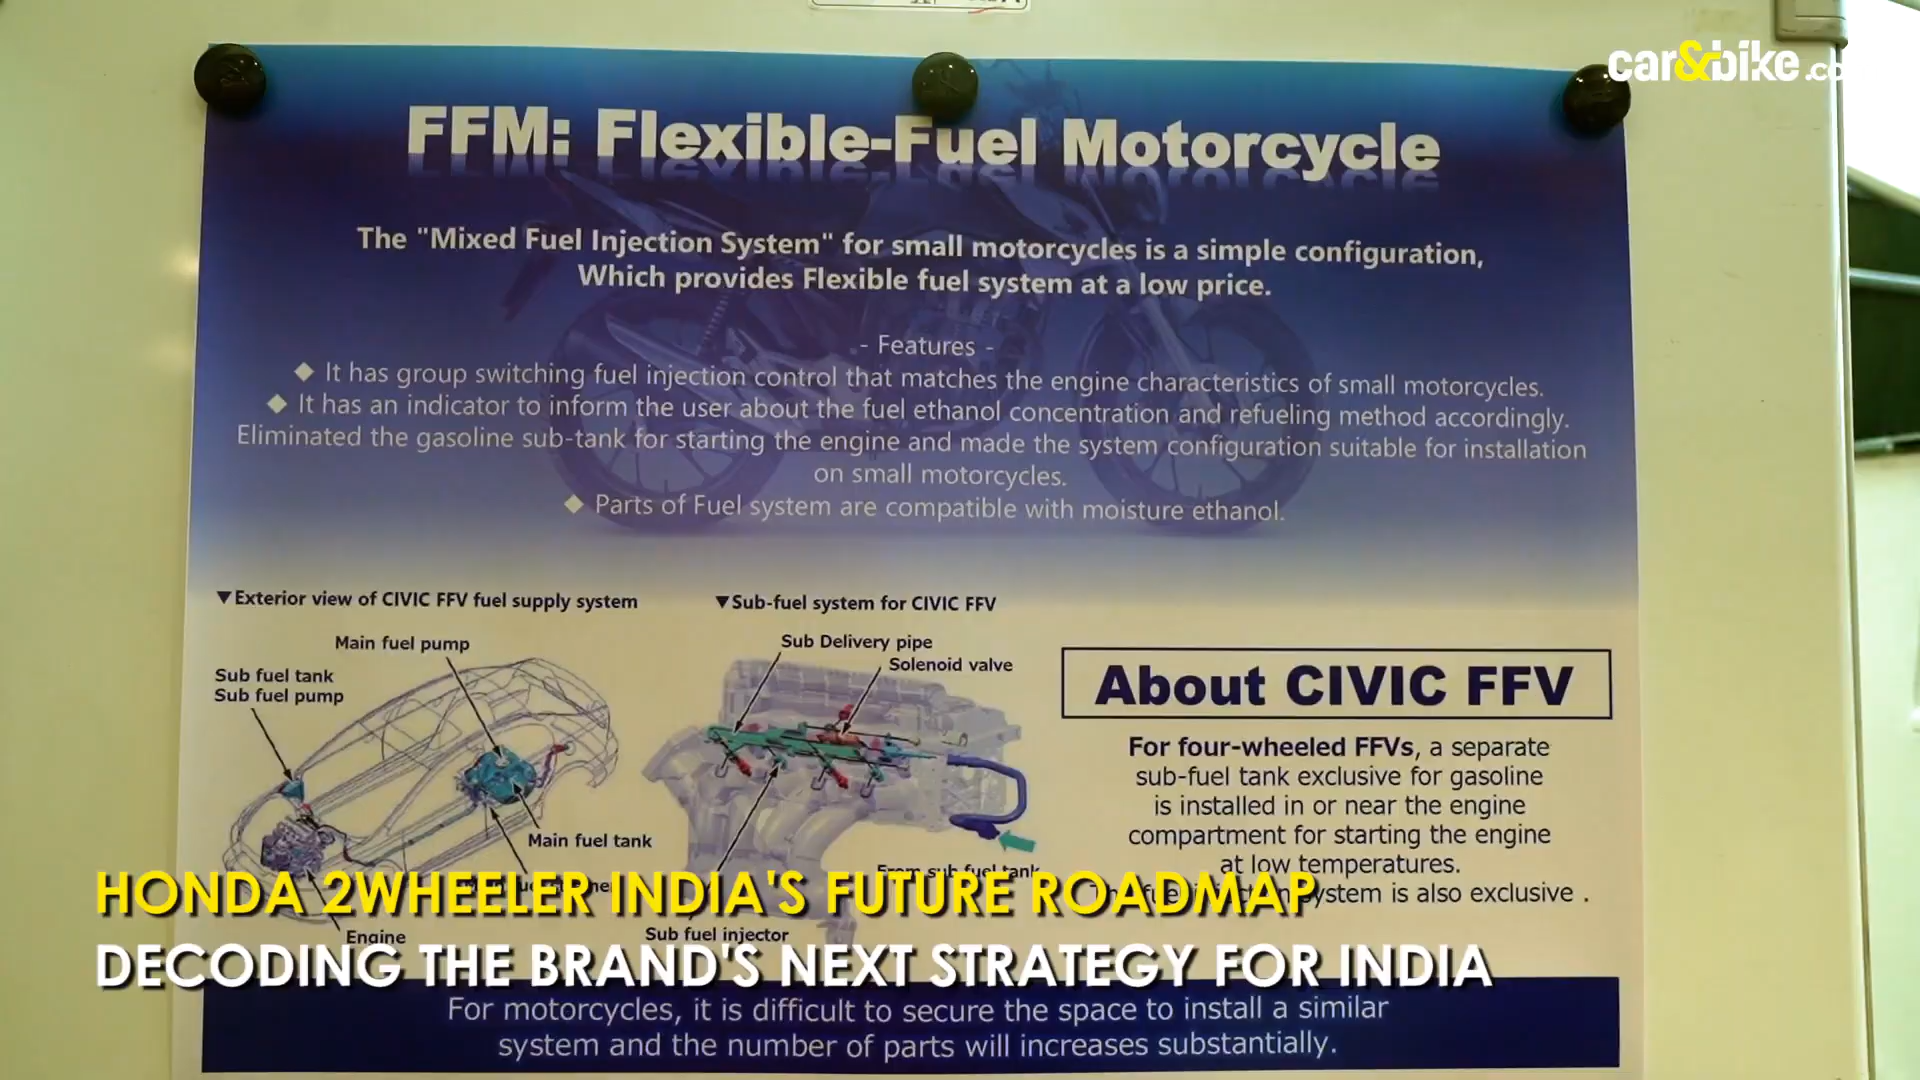 car&bike.co
FFM: Flexible-Fuel Motorcycle
The "Mixed Fuel Injection System" for small motorcycles is a simple configuration,
Which provides Flexible fuel system at a low price.
- Features -
◆ It has group switching fuel injection control that matches the engine characteristics of small motorcycles.
◆ It has an indicator to inform the user about the fuel ethanol concentration and refueling method accordingly.
Eliminated the gasoline sub-tank for starting the engine and made the system configuration suitable for installation
on small motorcycles.
◆ Parts of Fuel system are compatible with moisture ethanol.
▼Exterior view of CIVIC FFV fuel supply system
Main fuel pump
Sub fuel tank
Sub fuel pump
Main fuel tank
Engine
▼Sub-fuel system for CIVIC FFV
Sub Delivery pipe
Solenoid valve
From sub fuel tank
Sub fuel injector
About CIVIC FFV
For four-wheeled FFVs, a separate
sub-fuel tank exclusive for gasoline
is installed in or near the engine
compartment for starting the engine
at low temperatures.
system is also exclusive .
HONDA 2WHEELER INDIA'S FUTURE ROADMAP
DECODING THE BRAND'S NEXT STRATEGY FOR INDIA
For motorcycles, it is difficult to secure the space to install a similar
system and the number of parts will increases substantially.